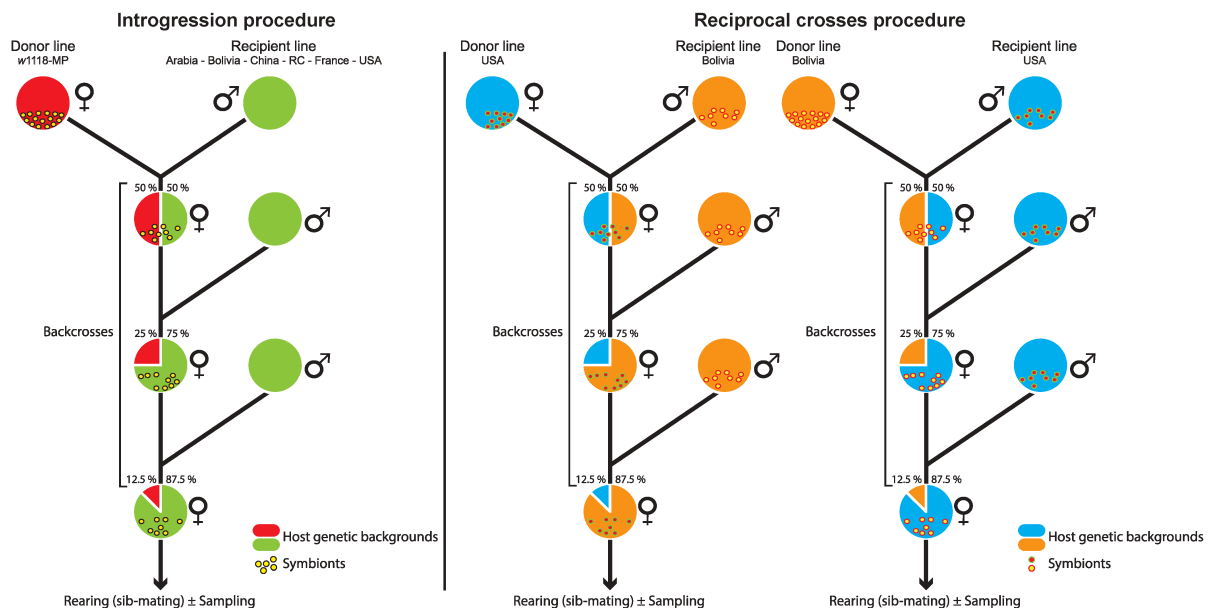 Introgression procedure
Donor line
w1118-MP
Recipient line
Arabia - Bolivia - China - RC - France - USA
♀
♂
50 % 50 %
♀
♂
Backcrosses
25 % 75 %
♀
♂
12.5 % 87.5 %
♀
Host genetic backgrounds
Symbionts
Rearing (sib-mating) ± Sampling
Reciprocal crosses procedure
Donor line
USA
Recipient line
Bolivia
♀
♂
50 % 50 %
♀
♂
Backcrosses
25 % 75 %
♀
♂
12.5 % 87.5 %
♀
Rearing (sib-mating) ± Sampling
Donor line
Bolivia
Recipient line
USA
♀
♂
50 % 50 %
♀
♂
Backcrosses
25 % 75 %
♀
♂
12.5 % 87.5 %
♀
Host genetic backgrounds
Symbionts
Rearing (sib-mating) ± Sampling